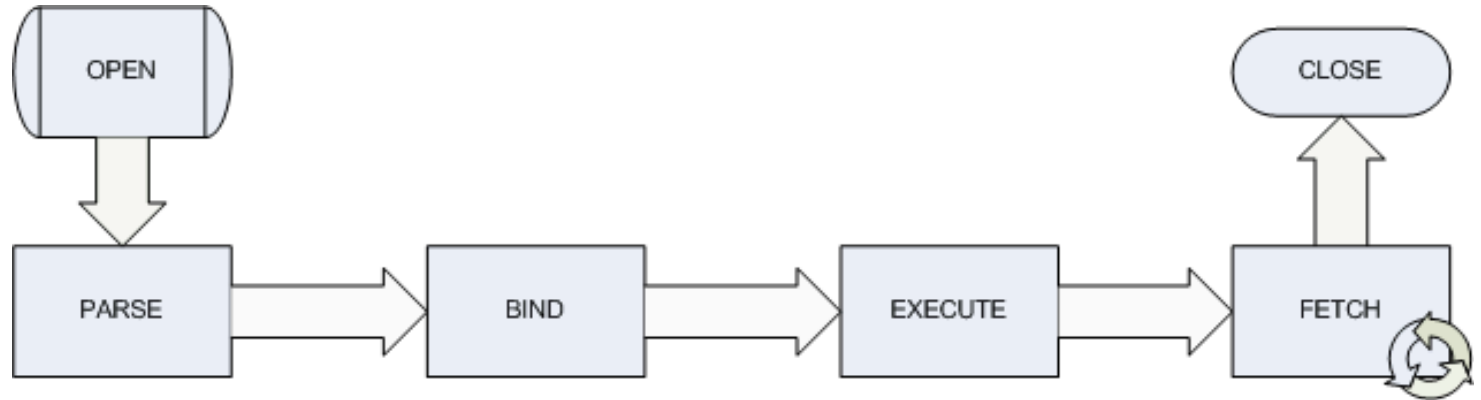 OPEN
CLOSE
PARSE
BIND
EXECUTE
FETCH